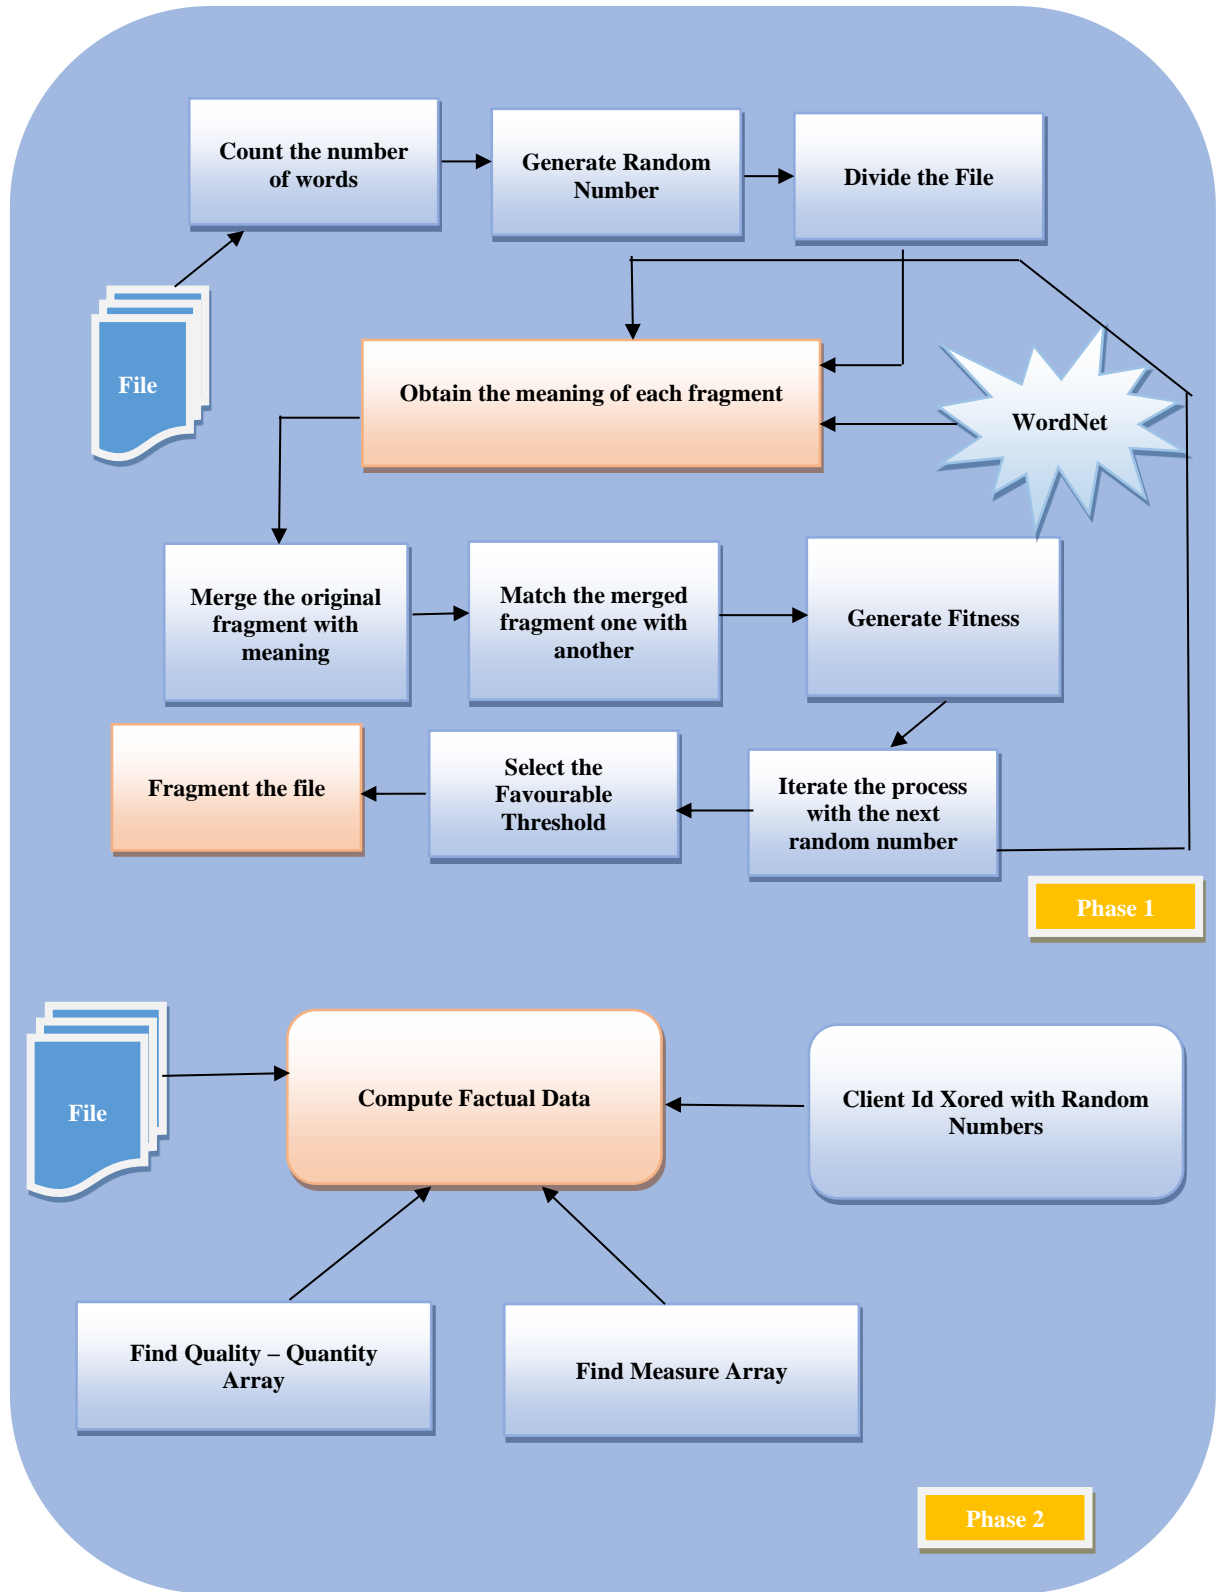 Count the number
of words
Generate Random
Number
Divide the File
File
Obtain the meaning of each fragment
WordNet
Merge the original
fragment with
meaning
Match the merged
fragment one with
another
Generate Fitness
Fragment the file
Select the
Favourable
Threshold
Iterate the process
with the next
random number
Phase 1
File
Compute Factual Data
Client Id Xored with Random
Numbers
Find Quality – Quantity
Array
Find Measure Array
Phase 2